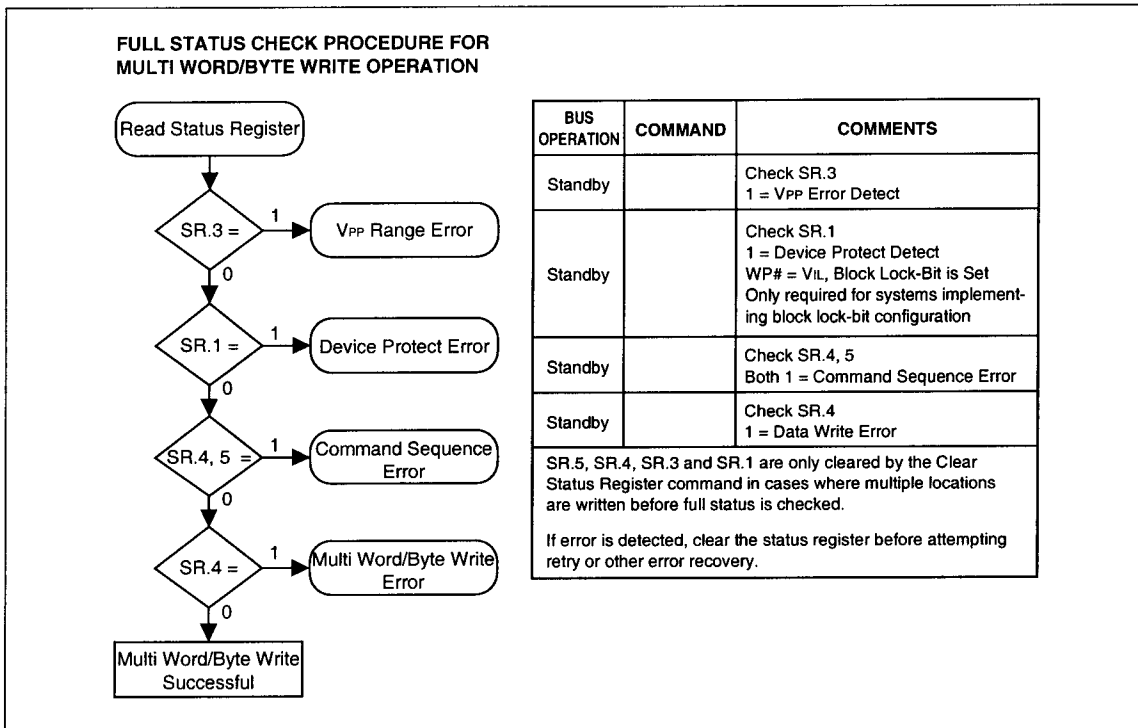 FULL STATUS CHECK PROCEDURE FOR
MULTI WORD/BYTE WRITE OPERATION
Read Status Register
SR.3 =
1
VPP Range Error
0
SR.1 =
1
Device Protect Error
0
SR.4, 5 =
1
Command Sequence
Error
0
SR.4 =
1
Multi Word/Byte Write
Error
0
Multi Word/Byte Write
Successful
BUS
OPERATION
COMMAND
COMMENTS
Standby
Check SR.3
1 = VPP Error Detect
Standby
Check SR.1
1 = Device Protect Detect
WP# = VIL, Block Lock-Bit is Set
Only required for systems implement-
ing block lock-bit configuration
Standby
Check SR.4, 5
Both 1 = Command Sequence Error
Standby
Check SR.4
1 = Data Write Error
SR.5, SR.4, SR.3 and SR.1 are only cleared by the Clear
Status Register command in cases where multiple locations
are written before full status is checked.
If error is detected, clear the status register before attempting
retry or other error recovery.